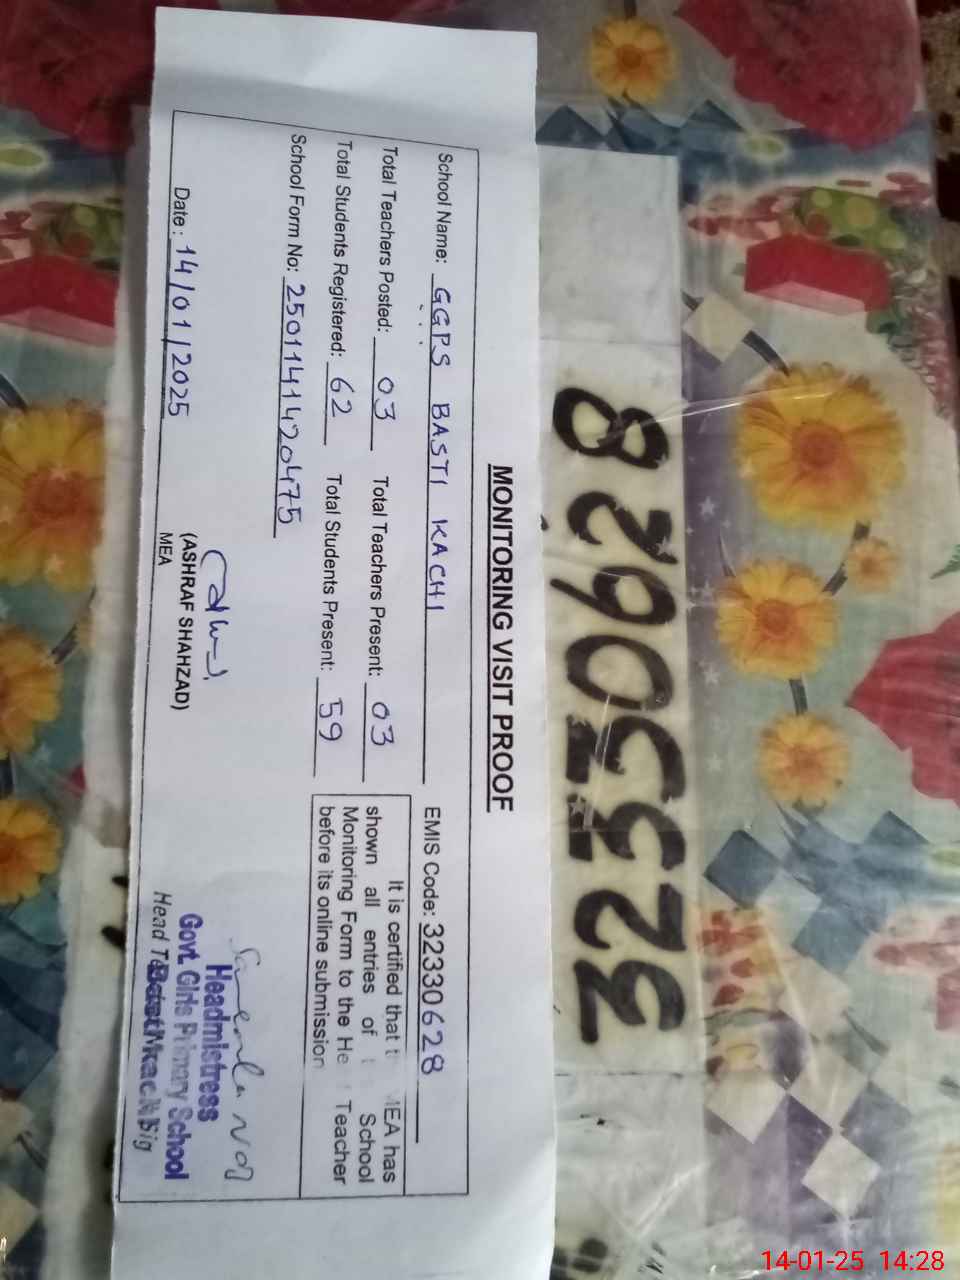 MONITORING VISIT PROOF
School Name: GGPS BASTI KACHI EMIS Code: 32330628
Total Teachers Posted: 03 Total Teachers Present: 03
Total Students Registered: 62 Total Students Present: 59
School Form No: 2501141420475
It is certified that MEA has
shown all entries of School
Monitoring Form to the Teacher
before its online submission
(ASHRAF SHAHZAD)
MEA
Date: 14/01/2025
Headmistress
Govt. Girls Primary School
32330628
14-01-25 14:28